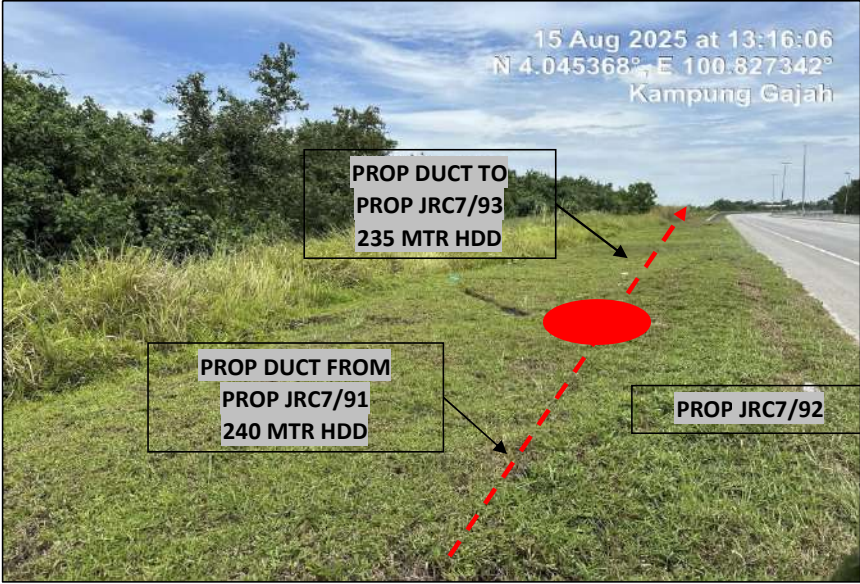 15 Aug 2025 at 13:16:06
N 4.045368°, E 100.827342°
Kampung Gajah
PROP DUCT TO
PROP JRC7/93
235 MTR HDD
PROP DUCT FROM
PROP JRC7/91
240 MTR HDD
PROP JRC7/92